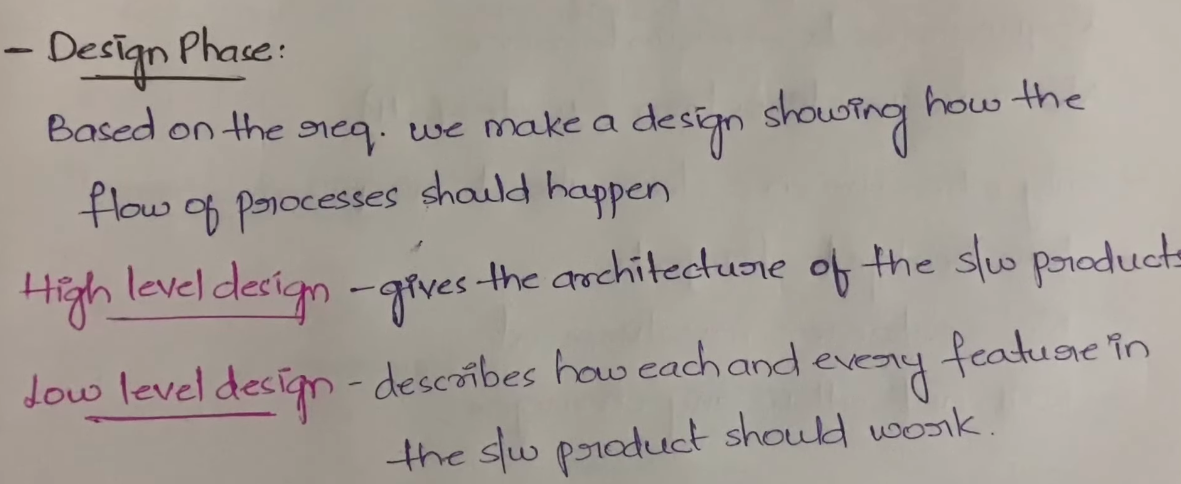 - Design Phase:
Based on the req. we make a design showing how the
flow of processes should happen
High level design - gives the architecture of the s/w products
Low level design - describes how each and every feature in
the s/w product should work.